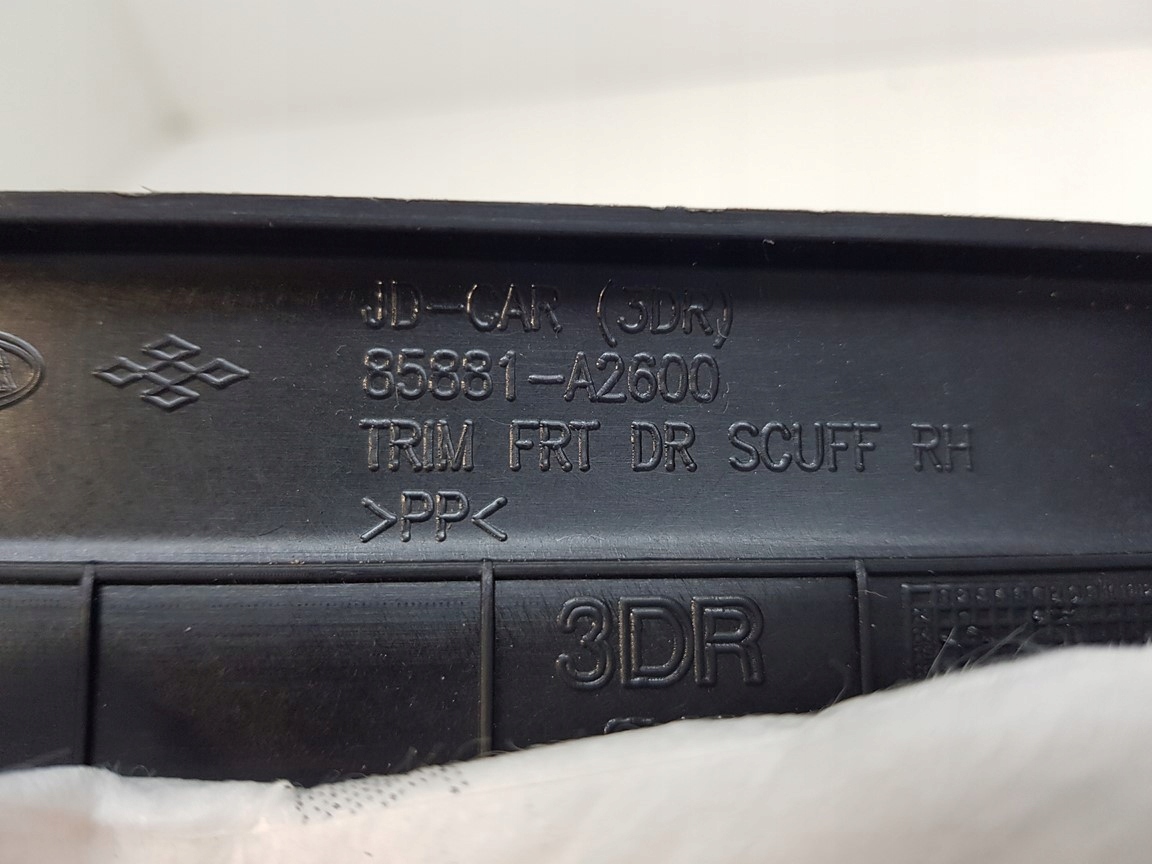 JD-CAR (3DR)
85881-A2600
TRIM FRT DR SCUFF RH
>PP<
3DR